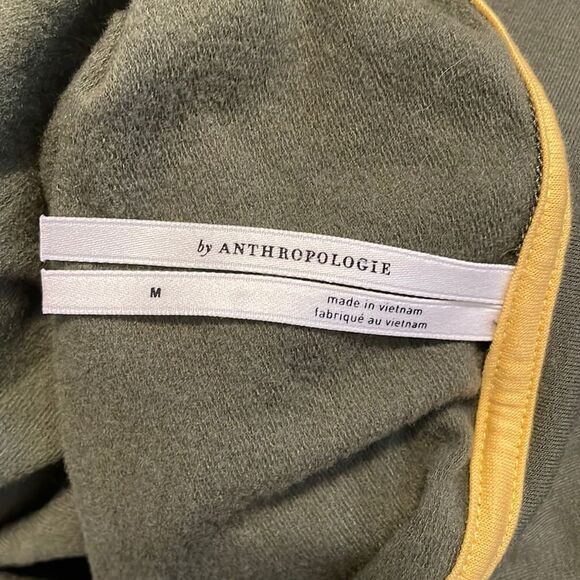 by ANTHROPOLOGiE
M
made in vietnam
fabriqué au vietnam